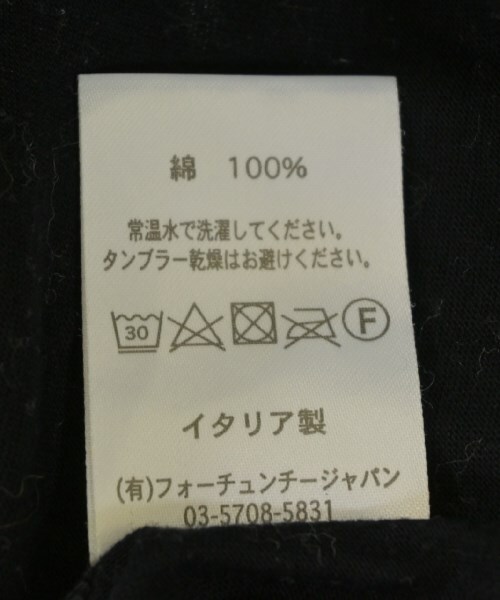 綿 100%
常温水で洗濯してください。
タンブラー乾燥はお避けください。
30 F
イタリア製
(有)フォーチュンチージャパン
03-5708-5831